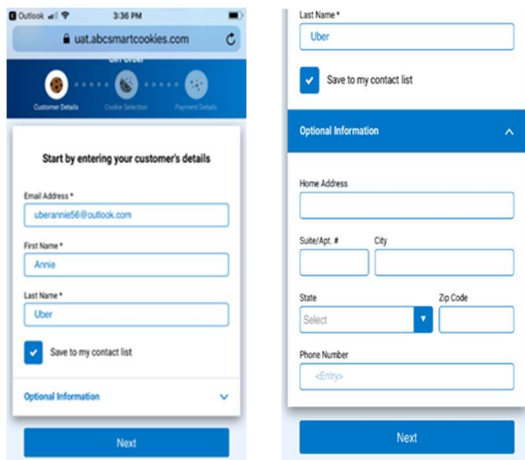 Outlook 3:36 PM
uat.abcsmartcookies.com
Girl Order
Customer Details Cookie Selection Payment Details
Start by entering your customer's details
Email Address *
uberannie56@outlook.com
First Name *
Annie
Last Name *
Uber
Save to my contact list
Optional Information
Next
Last Name *
Uber
Save to my contact list
Optional Information
Home Address
Suite/Apt. # City
State Zip Code
Select
Phone Number
<Entry>
Next